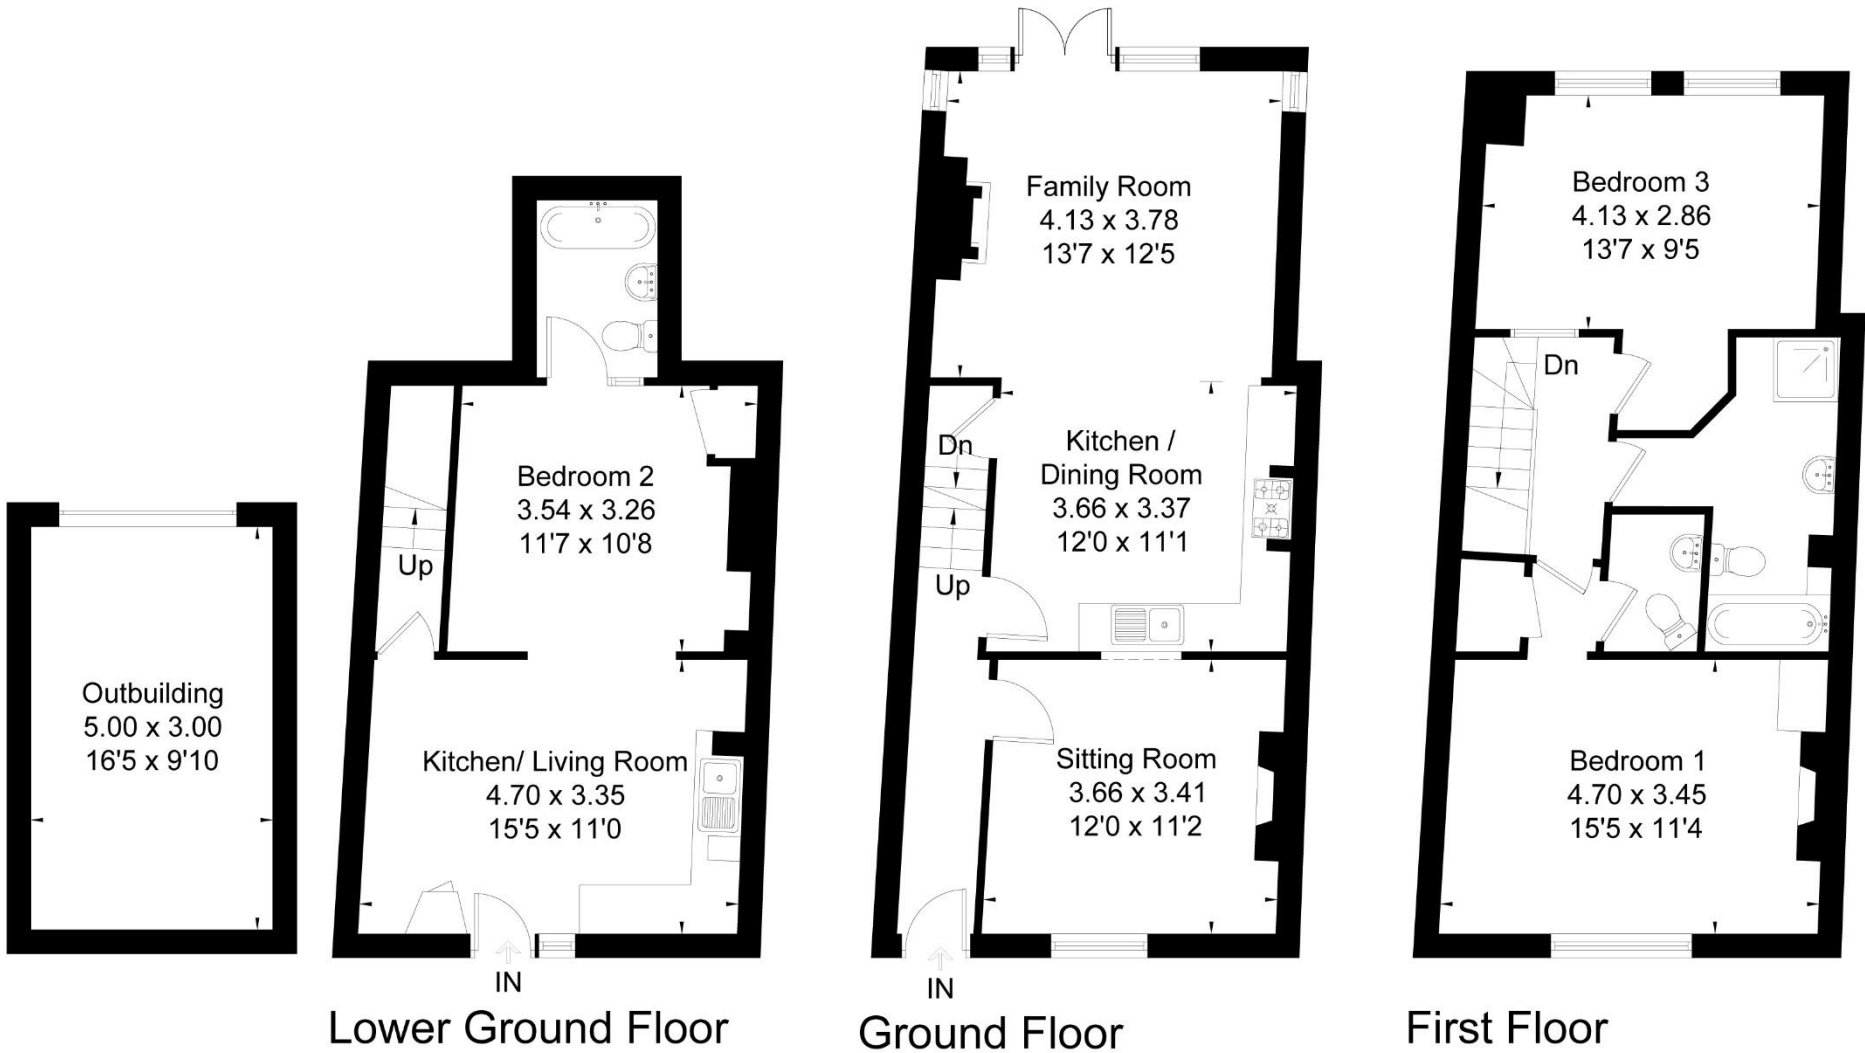 Outbuilding
5.00 x 3.00
16'5 x 9'10
Bedroom 2
3.54 x 3.26
11'7 x 10'8
Up
Kitchen/ Living Room
4.70 x 3.35
15'5 x 11'0
IN
Lower Ground Floor
Family Room
4.13 x 3.78
13'7 x 12'5
Dn
Kitchen /
Dining Room
3.66 x 3.37
12'0 x 11'1
Up
Sitting Room
3.66 x 3.41
12'0 x 11'2
IN
Ground Floor
Bedroom 3
4.13 x 2.86
13'7 x 9'5
Dn
Bedroom 1
4.70 x 3.45
15'5 x 11'4
First Floor